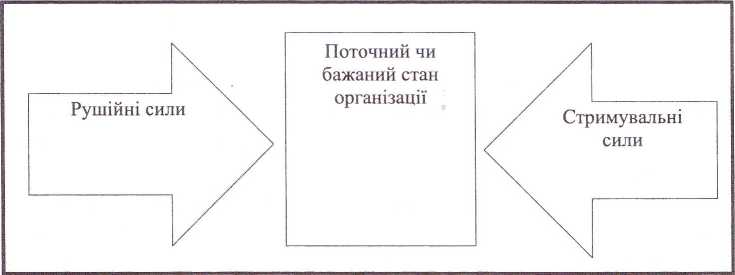 Рушійні сили
Поточний чи
бажаний стан
організації
Стримувальні
сили